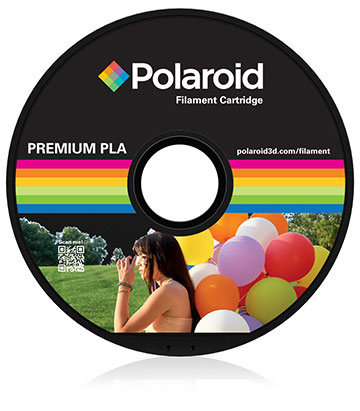 Polaroid
Filament Cartridge
PREMIUM PLA
polaroid3d.com/filament
Scan me!